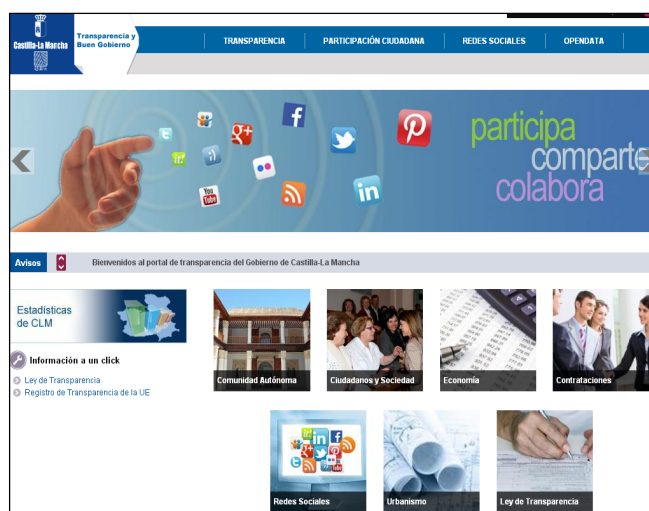 Castilla-La Mancha
Transparencia y
Buen Gobierno
TRANSPARENCIA
PARTICIPACIÓN CIUDADANA
REDES SOCIALES
OPENDATA
participa
comparte
colabora
You
Tube
Avisos
Bienvenidos al portal de transparencia del Gobierno de Castilla-La Mancha
Estadísticas
de CLM
Información a un click
Ley de Transparencia
Registro de Transparencia de la UE
Comunidad Autónoma
Ciudadanos y Sociedad
Economía
Contrataciones
Redes Sociales
Urbanismo
Ley de Transparencia